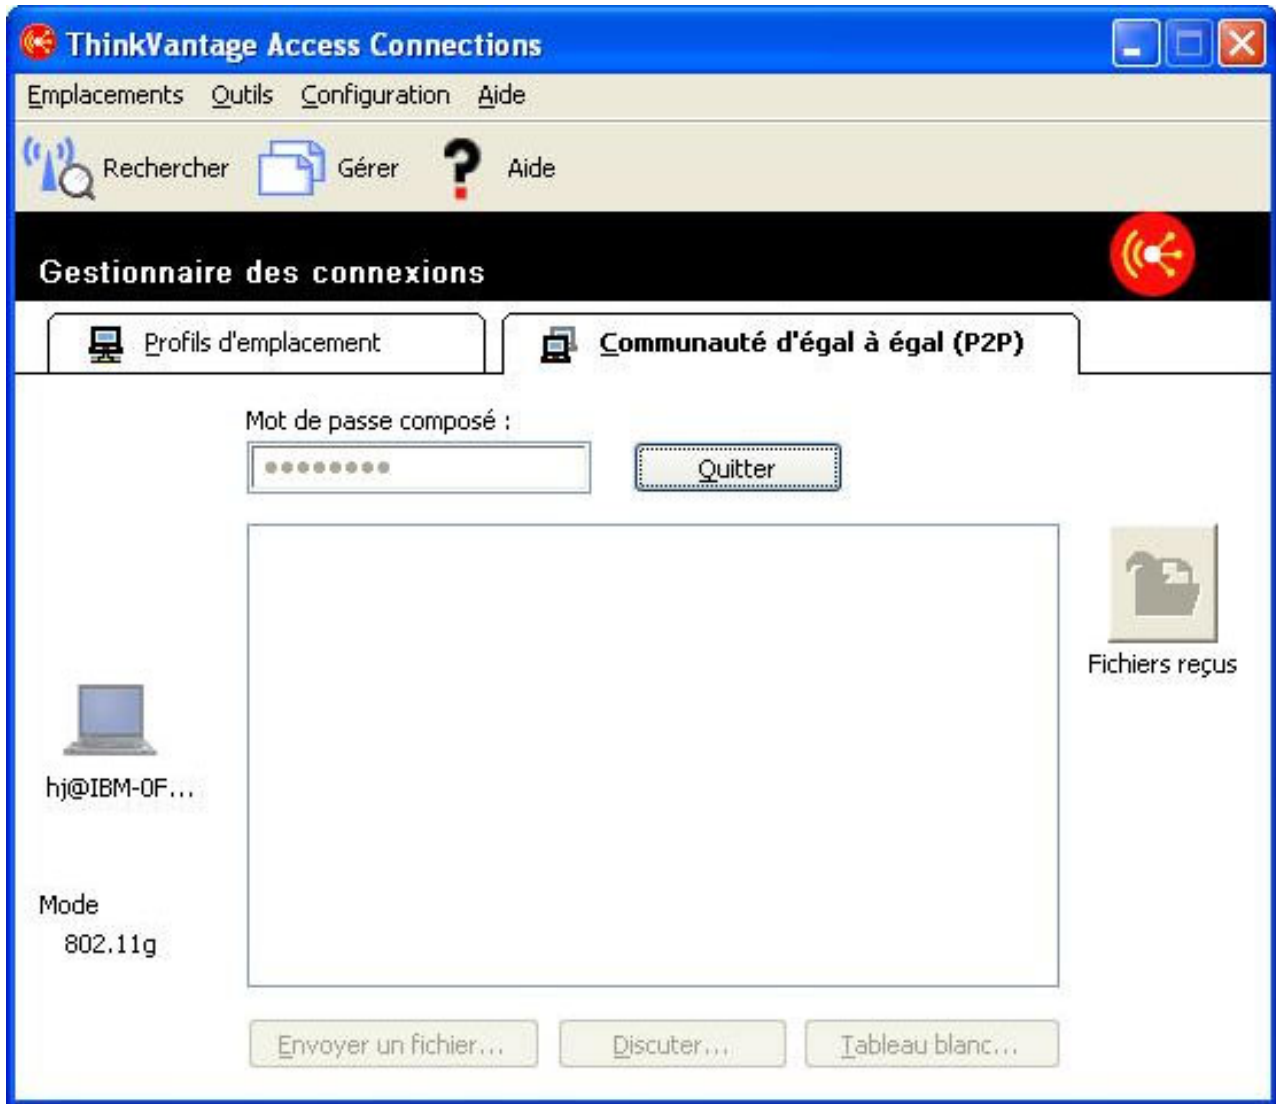 ThinkVantage Access Connections
Emplacements Outils Configuration Aide
Rechercher Gérer ? Aide
Gestionnaire des connexions
Profils d'emplacement Communauté d'égal à égal (P2P)
Mot de passe composé :
●●●●●●●● Quitter
Fichiers reçus
hj@IBM-0F...
Mode
802.11g
Envoyer un fichier... Discuter... Tableau blanc...